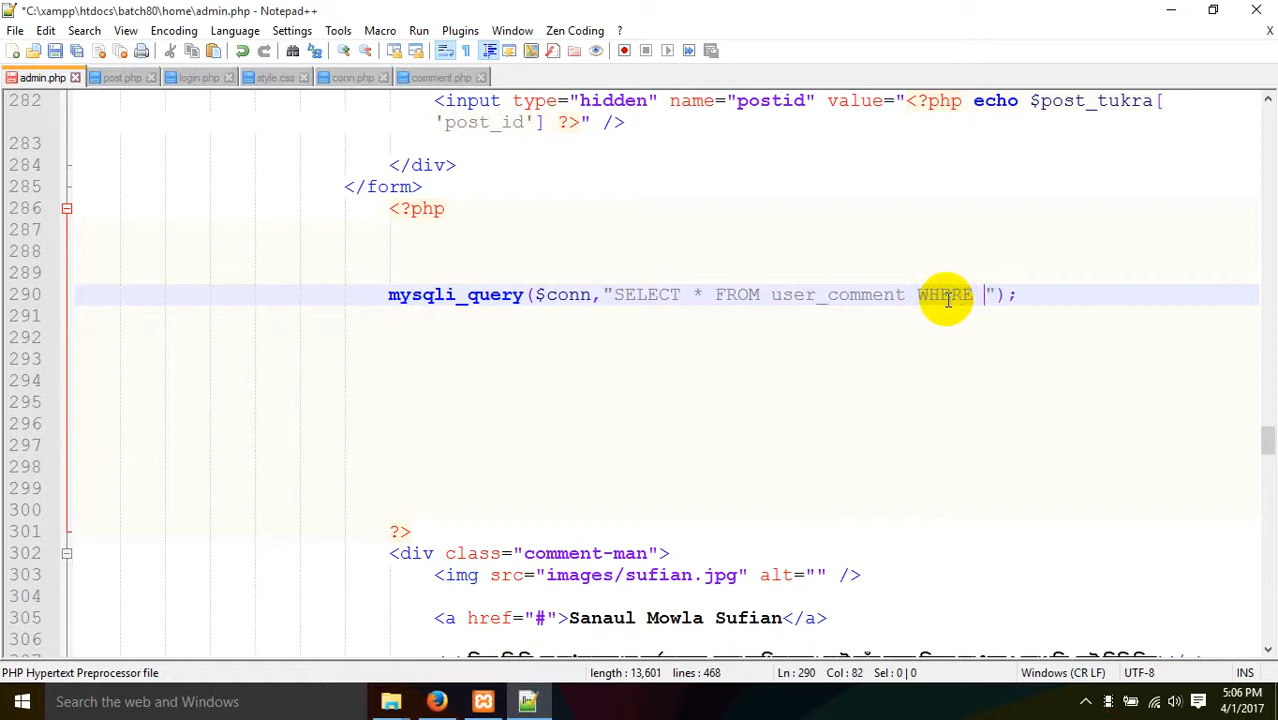 *C:\xampp\htdocs\batch80\home\admin.php - Notepad++
File Edit Search View Encoding Language Settings Tools Macro Run Plugins Window Zen Coding ? X
admin.php post.php login.php style.css conn.php comment.php
282 <input type="hidden" name="postid" value="<?php echo $post_tukra[
'post_id'] ?>" />
283
284 </div>
285 </form>
286 <?php
287
288
289
290 mysqli_query($conn,"SELECT * FROM user_comment WHERE ");
291
292
293
294
295
296
297
298
299
300
301 ?>
302 <div class="comment-man">
303 <img src="images/sufian.jpg" alt="" />
304
305 <a href="#">Sanaul Mowla Sufian</a>
306
PHP Hypertext Preprocessor file length : 13,601 lines : 468 Ln : 290 Col : 82 Sel : 0 | 0 Windows (CR LF) UTF-8 INS
Search the web and Windows
5:06 PM
4/1/2017